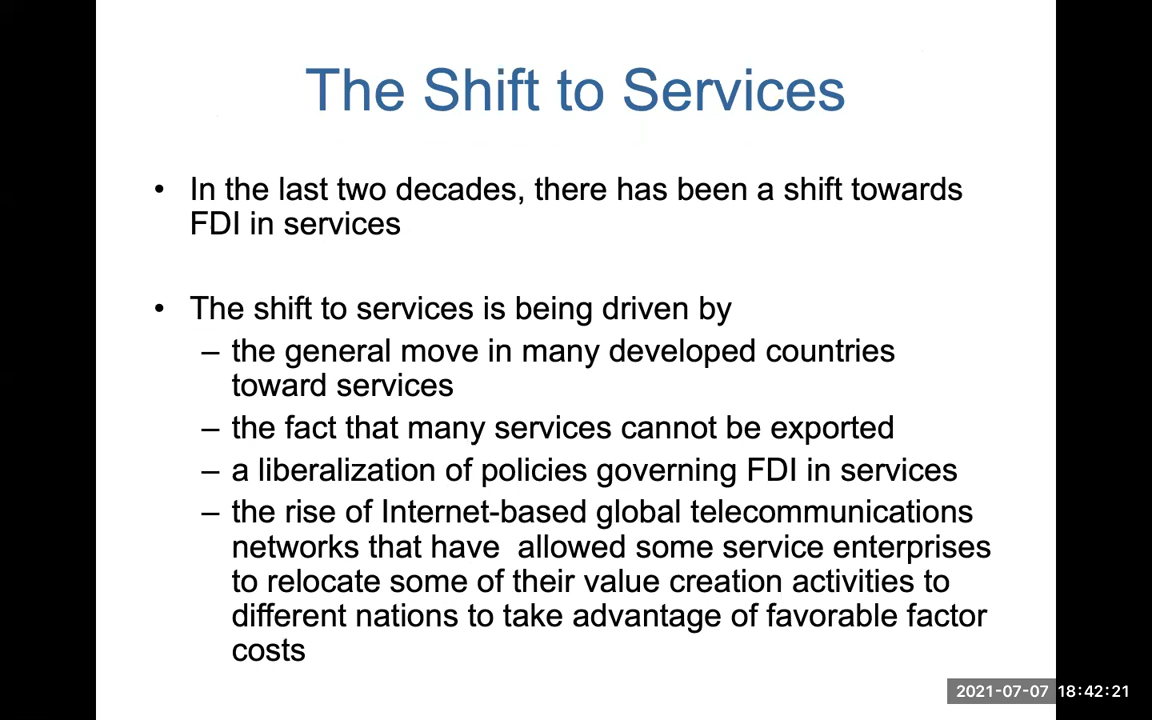 The Shift to Services
• In the last two decades, there has been a shift towards
FDI in services
• The shift to services is being driven by
– the general move in many developed countries
toward services
– the fact that many services cannot be exported
– a liberalization of policies governing FDI in services
– the rise of Internet-based global telecommunications
networks that have  allowed some service enterprises
to relocate some of their value creation activities to
different nations to take advantage of favorable factor
costs
2021-07-07 18:42:21